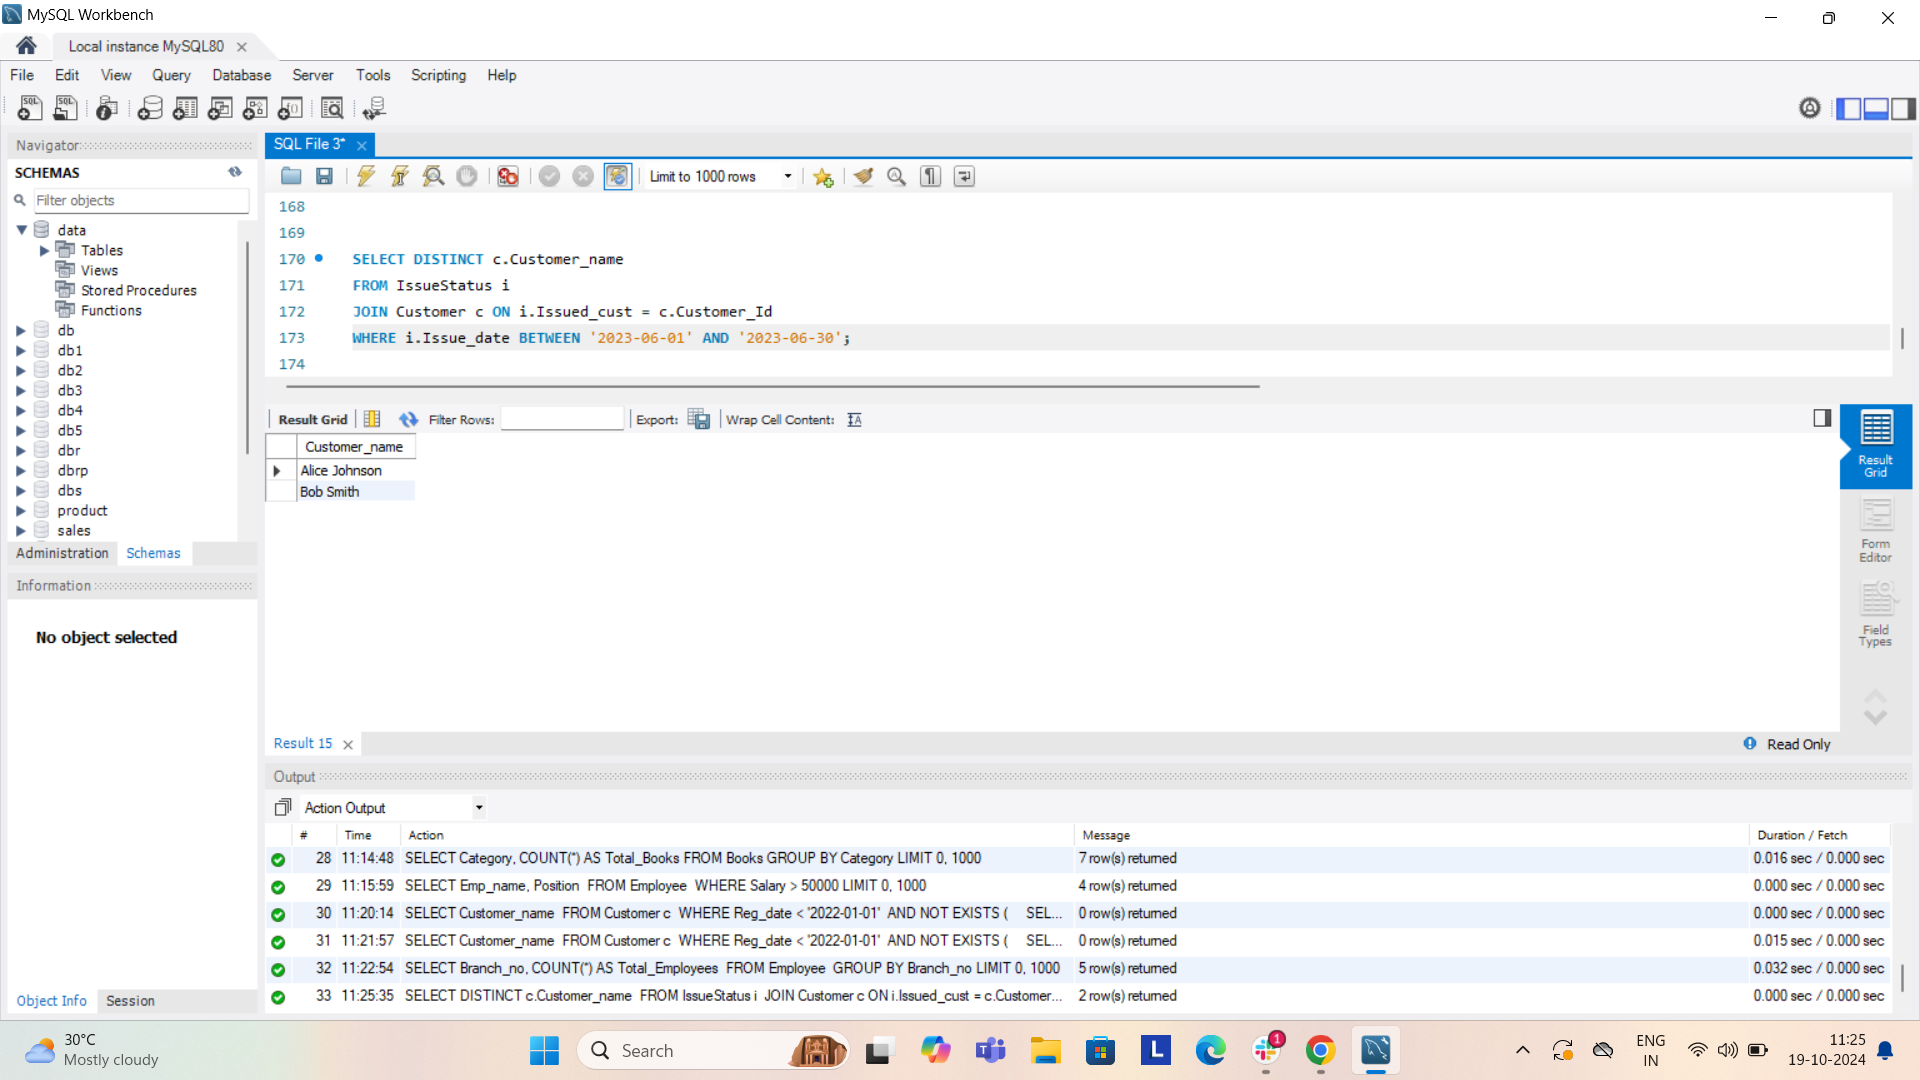 MySQL Workbench
Local instance MySQL80
File Edit View Query Database Server Tools Scripting Help
Navigator
SCHEMAS
Filter objects
data
Tables
Views
Stored Procedures
Functions
db
db1
db2
db3
db4
db5
dbr
dbrp
dbs
product
sales
Administration Schemas
Information
No object selected
Object Info Session
SQL File 3*
Limit to 1000 rows
168
169
170 SELECT DISTINCT c.Customer_name
171 FROM IssueStatus i
172 JOIN Customer c ON i.Issued_cust = c.Customer_Id
173 WHERE i.Issue_date BETWEEN '2023-06-01' AND '2023-06-30';
174
Result Grid Filter Rows: Export: Wrap Cell Content:
Customer_name
Alice Johnson
Bob Smith
Result
Grid
Form
Editor
Field
Types
Result 15
Read Only
Output
Action Output
# Time Action Message Duration / Fetch
28 11:14:48 SELECT Category, COUNT(*) AS Total_Books FROM Books GROUP BY Category LIMIT 0, 1000 7 row(s) returned 0.016 sec / 0.000 sec
29 11:15:59 SELECT Emp_name, Position FROM Employee WHERE Salary > 50000 LIMIT 0, 1000 4 row(s) returned 0.000 sec / 0.000 sec
30 11:20:14 SELECT Customer_name FROM Customer c WHERE Reg_date < '2022-01-01' AND NOT EXISTS ( SEL... 0 row(s) returned 0.000 sec / 0.000 sec
31 11:21:57 SELECT Customer_name FROM Customer c WHERE Reg_date < '2022-01-01' AND NOT EXISTS ( SEL... 0 row(s) returned 0.015 sec / 0.000 sec
32 11:22:54 SELECT Branch_no, COUNT(*) AS Total_Employees FROM Employee GROUP BY Branch_no LIMIT 0, 1000 5 row(s) returned 0.032 sec / 0.000 sec
33 11:25:35 SELECT DISTINCT c.Customer_name FROM IssueStatus i JOIN Customer c ON i.Issued_cust = c.Customer... 2 row(s) returned 0.000 sec / 0.000 sec
30°C
Mostly cloudy
Search
1
ENG
IN
11:25
19-10-2024